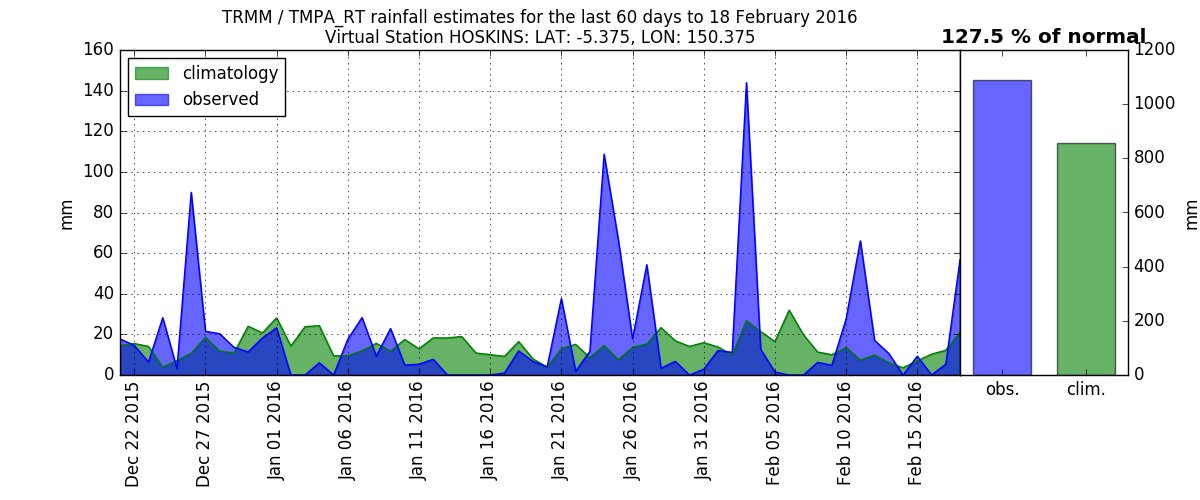 TRMM / TMPA_RT rainfall estimates for the last 60 days to 18 February 2016
Virtual Station HOSKINS: LAT: -5.375, LON: 150.375
127.5 % of normal
climatology
observed
mm
160
140
120
100
80
60
40
20
0
Dec 22 2015
Dec 27 2015
Jan 01 2016
Jan 06 2016
Jan 11 2016
Jan 16 2016
Jan 21 2016
Jan 26 2016
Jan 31 2016
Feb 05 2016
Feb 10 2016
Feb 15 2016
1200
1000
800
600
400
200
0
mm
obs.
clim.